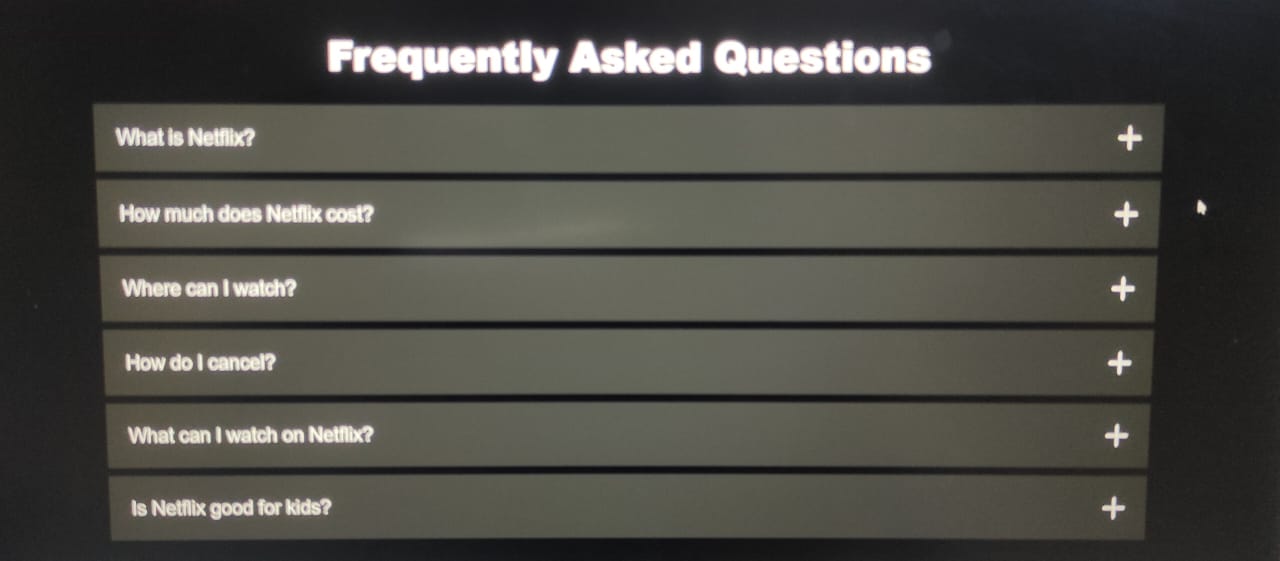 Frequently Asked Questions
What is Netflix?
How much does Netflix cost?
Where can I watch?
How do I cancel?
What can I watch on Netflix?
Is Netflix good for kids?